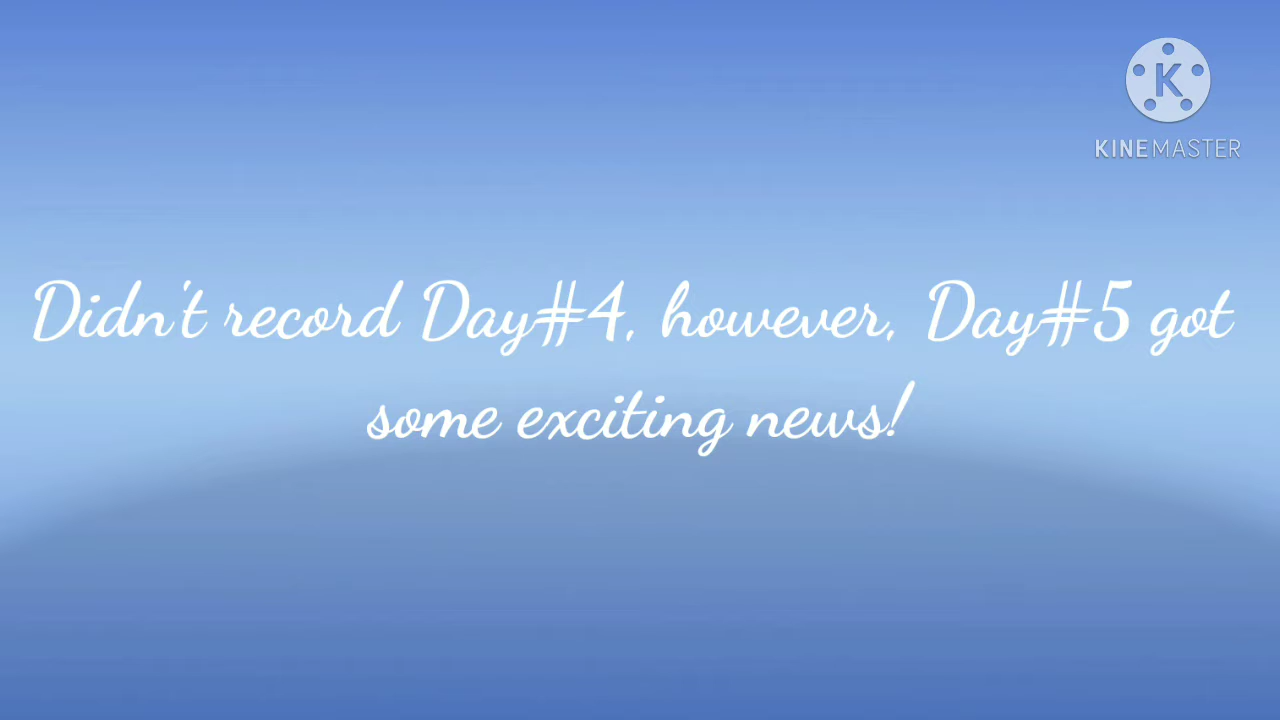 K
KINEMASTER
Didn't record Day#4, however, Day#5 got
some exciting news!